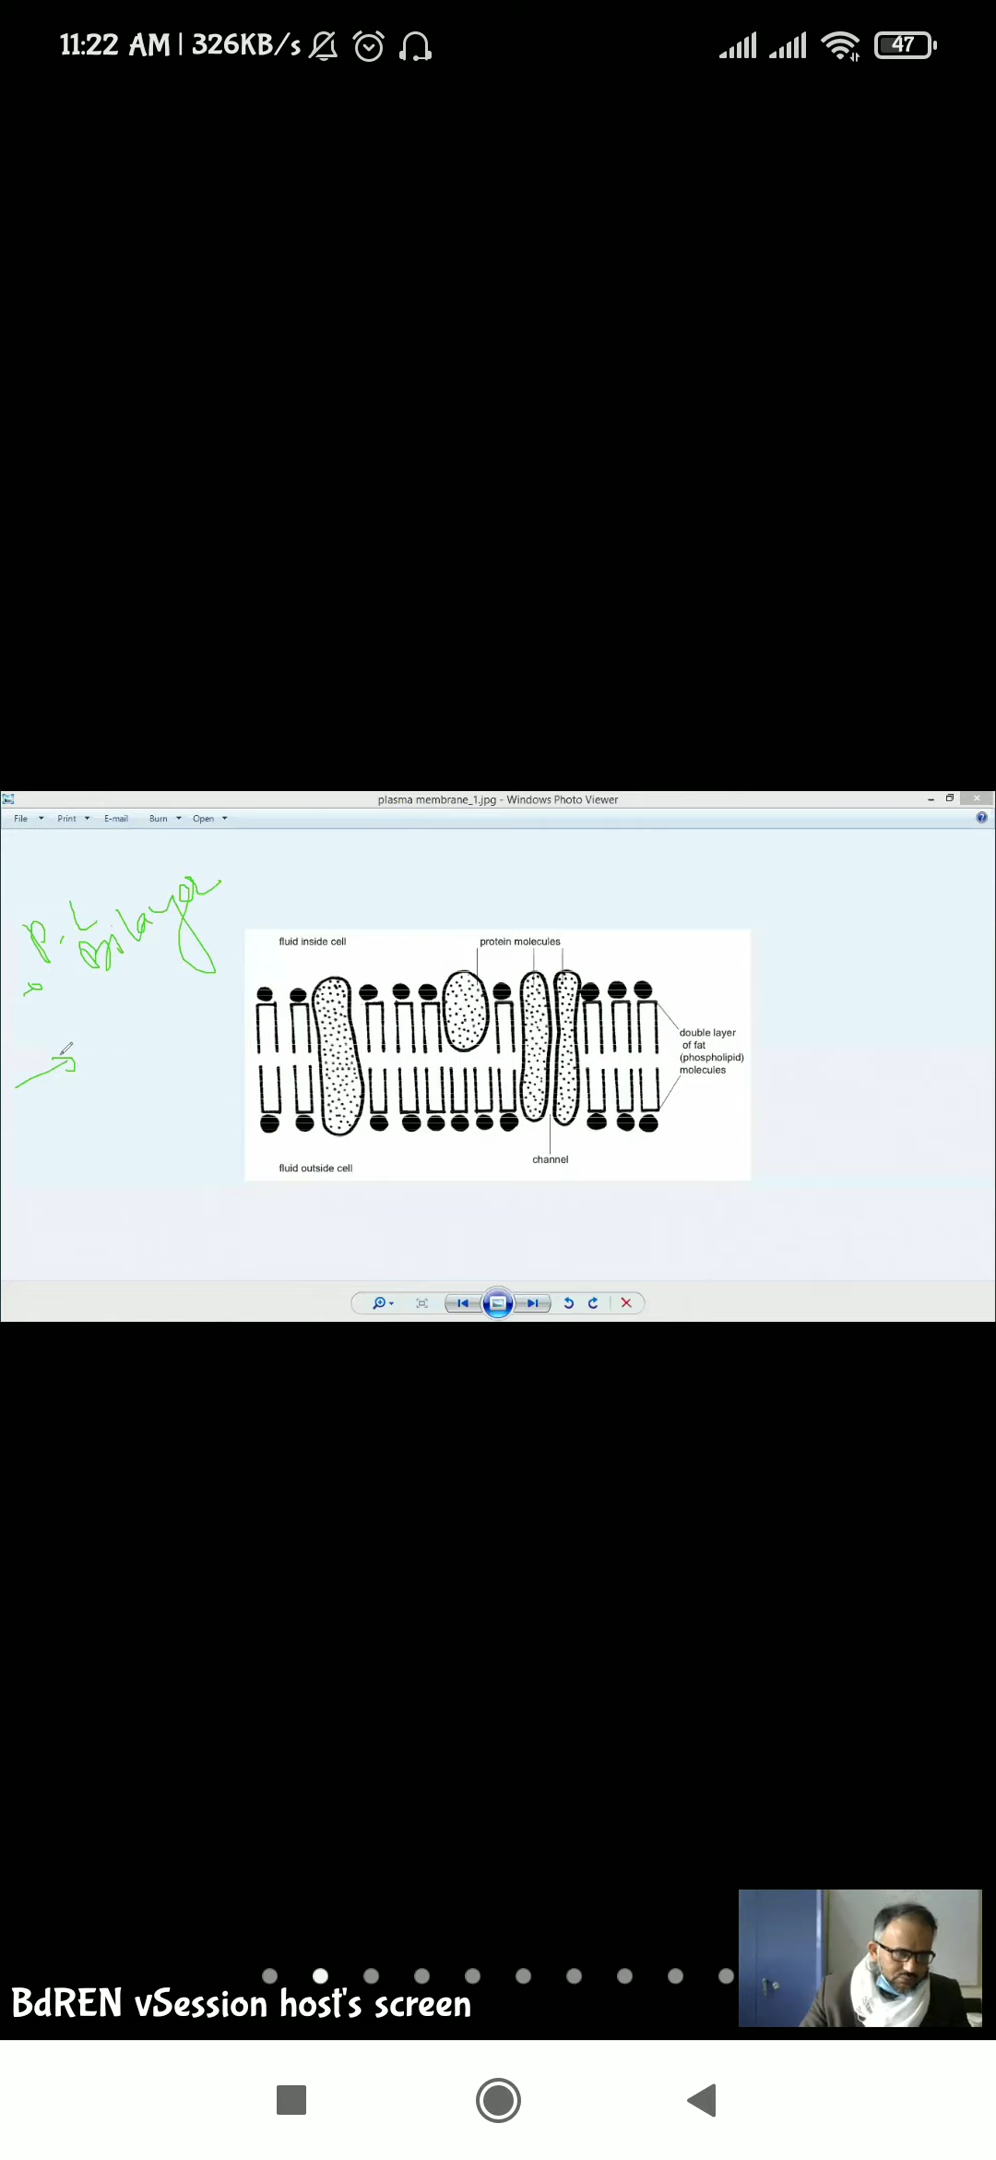 11:22 AM | 326KB/s
47
plasma membrane_1.jpg - Windows Photo Viewer
File Print E-mail Burn Open
P. L
Bilayer
fluid inside cell
protein molecules
double layer
of fat
(phospholipid)
molecules
channel
fluid outside cell
BdREN vSession host's screen